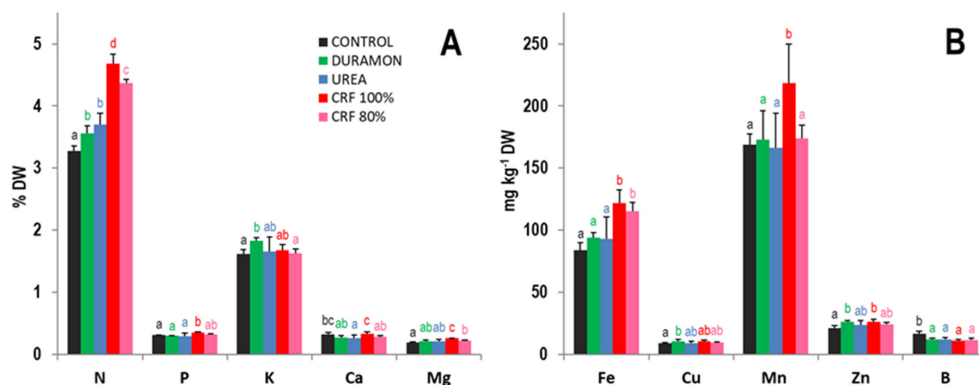 A
B
CONTROL
DURAMON
UREA
CRF 100%
CRF 80%
% DW
5
4
3
2
1
0
a b b d c
a a a b ab
a b ab ab a
bc ab a c ab
a ab ab c b
N P K Ca Mg
mg kg⁻¹ DW
250
200
150
100
50
0
a a a b b
a b a ab ab
a a a b a
a b a b ab
b a a a a
Fe Cu Mn Zn B